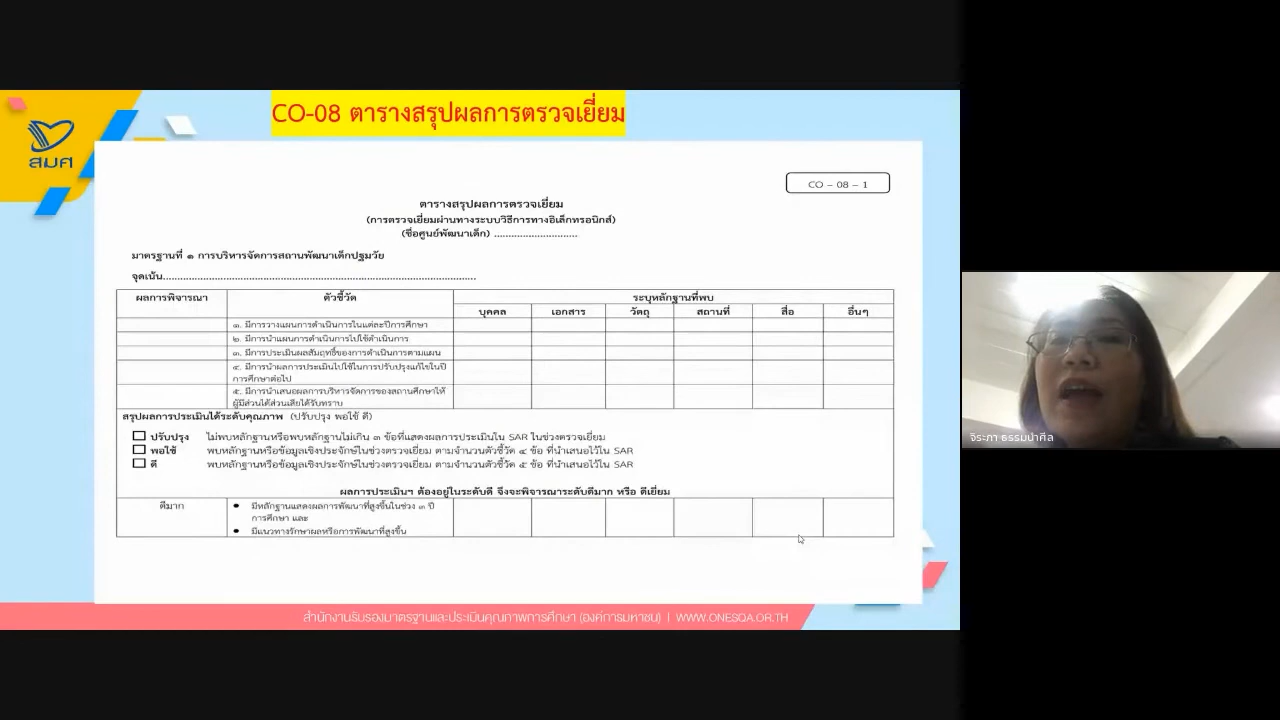 CO-08 ตารางสรุปผลการตรวจเยี่ยม
สมศ
CO – 08 – 1
ตารางสรุปผลการตรวจเยี่ยม
(การตรวจเยี่ยมผ่านทางระบบวิธีการทางอิเล็กทรอนิกส์)
(ชื่อศูนย์พัฒนาเด็ก) ............................
มาตรฐานที่ ๑ การบริหารจัดการสถานพัฒนาเด็กปฐมวัย
จุดเน้น........................................................................................................
ผลการพิจารณา ตัวชี้วัด ระบุหลักฐานที่พบ
บุคคล เอกสาร วัตถุ สถานที่ สื่อ อื่นๆ
๑. มีการวางแผนการดำเนินการในแต่ละปีการศึกษา
๒. มีการนำแผนการดำเนินการไปใช้ดำเนินการ
๓. มีการประเมินผลสัมฤทธิ์ของการดำเนินการตามแผน
๔. มีการนำผลการประเมินไปใช้ในการปรับปรุงแก้ไขในปี
การศึกษาต่อไป
๕. มีการนำเสนอผลการบริหารจัดการของสถานศึกษาให้
ผู้มีส่วนได้ส่วนเสียได้รับทราบ
สรุปผลการประเมินได้ระดับคุณภาพ (ปรับปรุง พอใช้ ดี)
ปรับปรุง ไม่พบหลักฐานหรือพบหลักฐานไม่เกิน ๓ ข้อที่แสดงผลการประเมินใน SAR ในช่วงตรวจเยี่ยม
พอใช้ พบหลักฐานหรือข้อมูลเชิงประจักษ์ในช่วงตรวจเยี่ยม ตามจำนวนตัวชี้วัด ๔ ข้อ ที่นำเสนอไว้ใน SAR
ดี พบหลักฐานหรือข้อมูลเชิงประจักษ์ในช่วงตรวจเยี่ยม ตามจำนวนตัวชี้วัด ๕ ข้อ ที่นำเสนอไว้ใน SAR
ผลการประเมินฯ ต้องอยู่ในระดับดี จึงจะพิจารณาระดับดีมาก หรือ ดีเยี่ยม
ดีมาก ● มีหลักฐานแสดงผลการพัฒนาที่สูงขึ้นในช่วง ๓ ปี
การศึกษา และ
● มีแนวทางรักษาผลหรือการพัฒนาที่สูงขึ้น
สำนักงานรับรองมาตรฐานและประเมินคุณภาพการศึกษา (องค์การมหาชน) | WWW.ONESQA.OR.TH
จิระภา ธรรมนำศีล